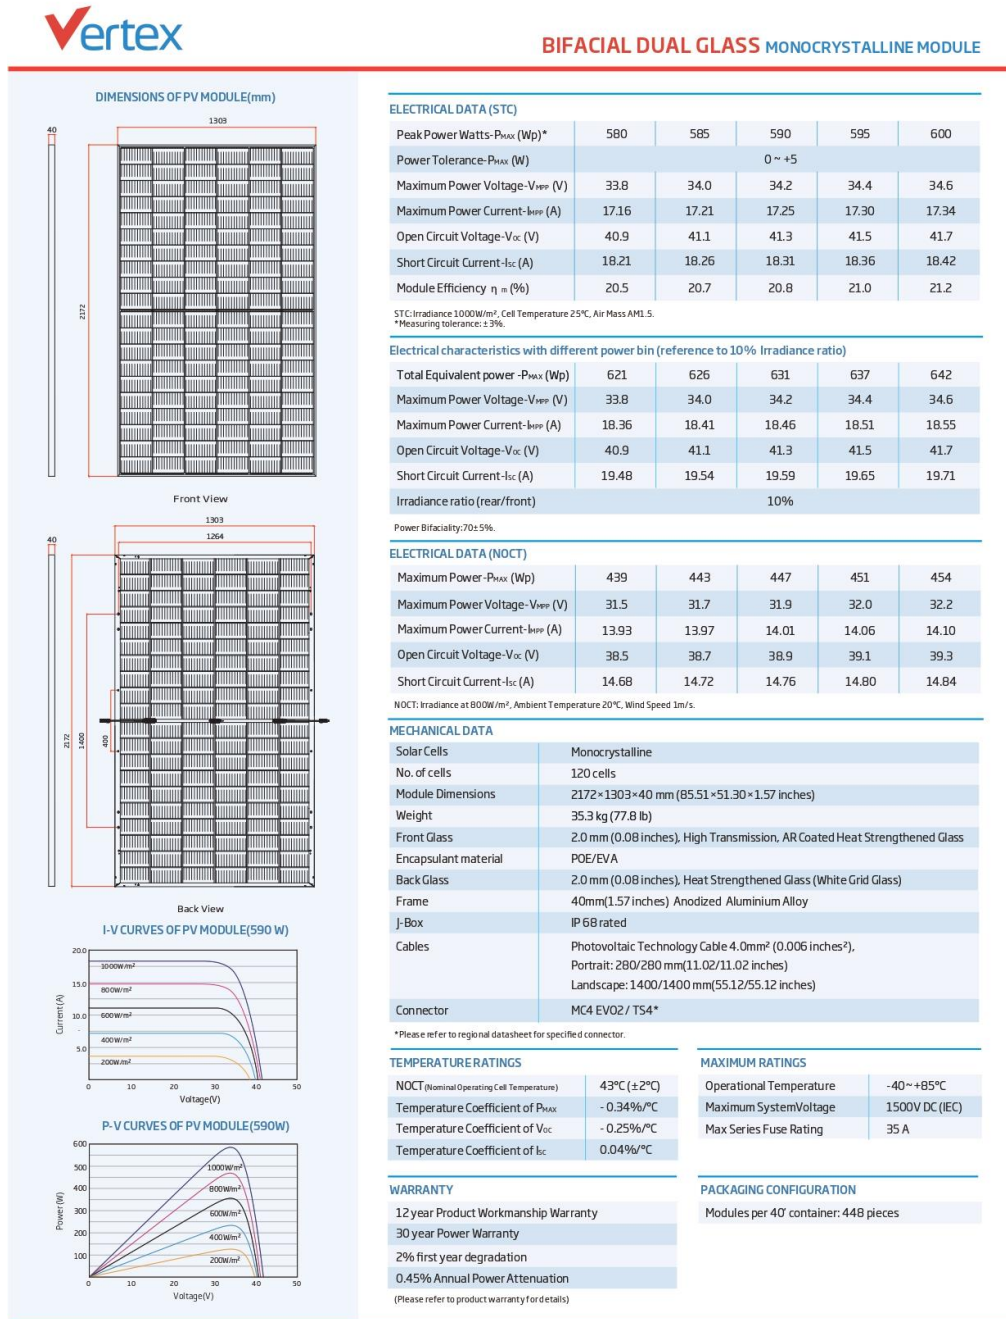 Vertex
BIFACIAL DUAL GLASS MONOCRYSTALLINE MODULE
DIMENSIONS OF PV MODULE(mm)
1303
40
2172
Front View
1303
1264
40
2172
1400
400
Back View
I-V CURVES OF PV MODULE(590 W)
20.0
15.0
10.0
5.0
Current(A)
1000W/m²
800W/m²
600W/m²
400W/m²
200W/m²
0 10 20 30 40 50
Voltage(V)
P-V CURVES OF PV MODULE(590W)
600
500
400
300
200
100
Power(W)
1000W/m²
800W/m²
600W/m²
400W/m²
200W/m²
0 10 20 30 40 50
Voltage(V)
ELECTRICAL DATA (STC)
Peak Power Watts-PMAX (Wp)* 580 585 590 595 600
Power Tolerance-PMAX (W) 0 ~ +5
Maximum Power Voltage-VMPP (V) 33.8 34.0 34.2 34.4 34.6
Maximum Power Current-IMPP (A) 17.16 17.21 17.25 17.30 17.34
Open Circuit Voltage-VOC (V) 40.9 41.1 41.3 41.5 41.7
Short Circuit Current-ISC (A) 18.21 18.26 18.31 18.36 18.42
Module Efficiency η m (%) 20.5 20.7 20.8 21.0 21.2
STC: Irradiance 1000W/m², Cell Temperature 25°C, Air Mass AM1.5.
*Measuring tolerance: ±3%.
Electrical characteristics with different power bin (reference to 10% Irradiance ratio)
Total Equivalent power -PMAX (Wp) 621 626 631 637 642
Maximum Power Voltage-VMPP (V) 33.8 34.0 34.2 34.4 34.6
Maximum Power Current-IMPP (A) 18.36 18.41 18.46 18.51 18.55
Open Circuit Voltage-VOC (V) 40.9 41.1 41.3 41.5 41.7
Short Circuit Current-ISC (A) 19.48 19.54 19.59 19.65 19.71
Irradiance ratio (rear/front) 10%
Power Bifaciality:70±5%.
ELECTRICAL DATA (NOCT)
Maximum Power-PMAX (Wp) 439 443 447 451 454
Maximum Power Voltage-VMPP (V) 31.5 31.7 31.9 32.0 32.2
Maximum Power Current-IMPP (A) 13.93 13.97 14.01 14.06 14.10
Open Circuit Voltage-VOC (V) 38.5 38.7 38.9 39.1 39.3
Short Circuit Current-ISC (A) 14.68 14.72 14.76 14.80 14.84
NOCT: Irradiance at 800W/m², Ambient Temperature 20°C, Wind Speed 1m/s.
MECHANICAL DATA
Solar Cells Monocrystalline
No. of cells 120 cells
Module Dimensions 2172×1303×40 mm (85.51×51.30×1.57 inches)
Weight 35.3 kg (77.8 lb)
Front Glass 2.0 mm (0.08 inches), High Transmission, AR Coated Heat Strengthened Glass
Encapsulant material POE/EVA
Back Glass 2.0 mm (0.08 inches), Heat Strengthened Glass (White Grid Glass)
Frame 40mm(1.57 inches) Anodized Aluminium Alloy
J-Box IP 68 rated
Cables Photovoltaic Technology Cable 4.0mm² (0.006 inches²),
Portrait: 280/280 mm(11.02/11.02 inches)
Landscape: 1400/1400 mm(55.12/55.12 inches)
Connector MC4 EVO2 / TS4*
*Please refer to regional datasheet for specified connector.
TEMPERATURE RATINGS
NOCT (Nominal Operating Cell Temperature) 43°C (±2°C)
Temperature Coefficient of PMAX - 0.34%/°C
Temperature Coefficient of VOC - 0.25%/°C
Temperature Coefficient of ISC 0.04%/°C
MAXIMUM RATINGS
Operational Temperature -40~+85°C
Maximum SystemVoltage 1500V DC (IEC)
Max Series Fuse Rating 35 A
WARRANTY
12 year Product Workmanship Warranty
30 year Power Warranty
2% first year degradation
0.45% Annual Power Attenuation
(Please refer to product warranty for details)
PACKAGING CONFIGURATION
Modules per 40' container: 448 pieces